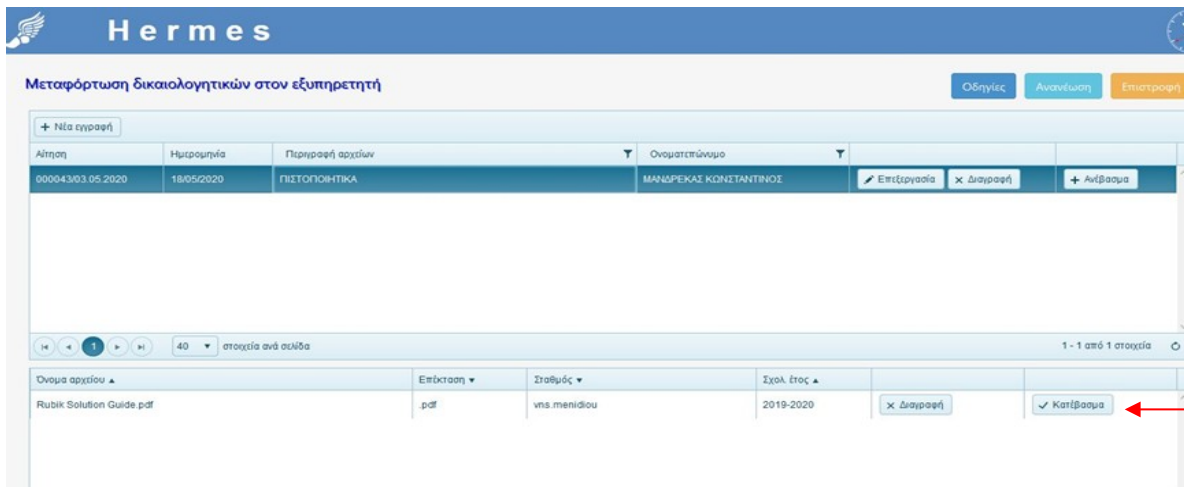 Hermes
Μεταφόρτωση δικαιολογητικών στον εξυπηρετητή
Οδηγίες Ανανέωση Επιστροφή
+ Νέα εγγραφή
Αίτηση Ημερομηνία Περιγραφή αρχείων Ονοματεπώνυμο
000043/03.05.2020 18/05/2020 ΠΙΣΤΟΠΟΙΗΤΙΚΑ ΜΑΝΔΡΕΚΑΣ ΚΩΝΣΤΑΝΤΙΝΟΣ Επεξεργασία × Διαγραφή + Ανέβασμα
1 40 στοιχεία ανά σελίδα 1 - 1 από 1 στοιχεία
Όνομα αρχείου Επέκταση Σταθμός Σχολ. έτος
Rubik Solution Guide.pdf .pdf vns.menidiou 2019-2020 × Διαγραφή ✓ Κατέβασμα